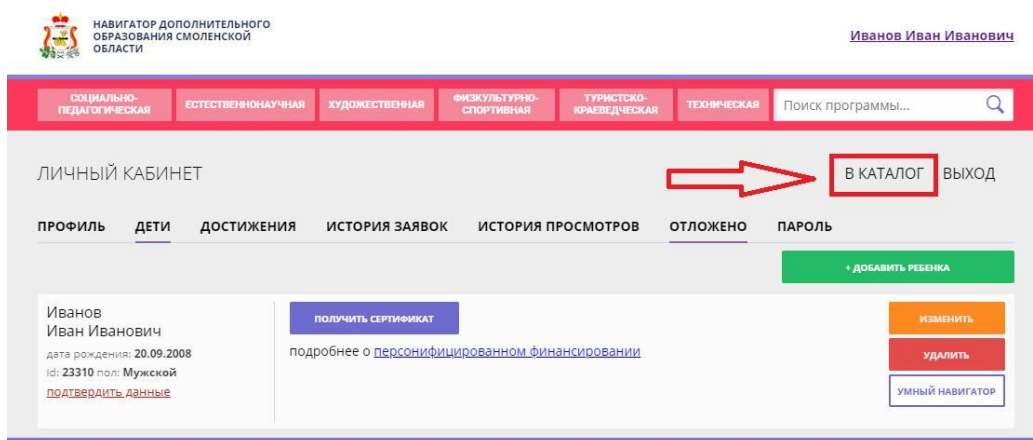 НАВИГАТОР ДОПОЛНИТЕЛЬНОГО
ОБРАЗОВАНИЯ СМОЛЕНСКОЙ
ОБЛАСТИ
Иванов Иван Иванович
СОЦИАЛЬНО-
ПЕДАГОГИЧЕСКАЯ
ЕСТЕСТВЕННОНАУЧНАЯ
ХУДОЖЕСТВЕННАЯ
ФИЗКУЛЬТУРНО-
СПОРТИВНАЯ
ТУРИСТСКО-
КРАЕВЕДЧЕСКАЯ
ТЕХНИЧЕСКАЯ
Поиск программы...
ЛИЧНЫЙ КАБИНЕТ
В КАТАЛОГ
ВЫХОД
ПРОФИЛЬ ДЕТИ ДОСТИЖЕНИЯ ИСТОРИЯ ЗАЯВОК ИСТОРИЯ ПРОСМОТРОВ ОТЛОЖЕНО ПАРОЛЬ
+ ДОБАВИТЬ РЕБЕНКА
Иванов
Иван Иванович
дата рождения: 20.09.2008
id: 23310 пол: Мужской
подтвердить данные
ПОЛУЧИТЬ СЕРТИФИКАТ
подробнее о персонифицированном финансировании
ИЗМЕНИТЬ
УДАЛИТЬ
УМНЫЙ НАВИГАТОР